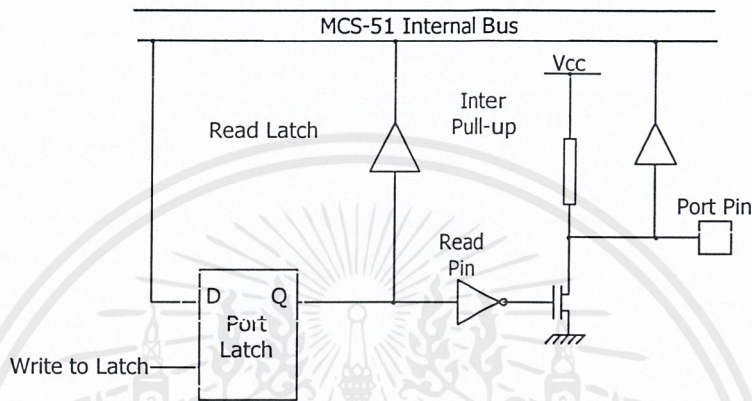 MCS-51 Internal Bus
Vcc
Read Latch
Inter
Pull-up
Port Pin
Read
Pin
D Q
Port
Latch
Write to Latch